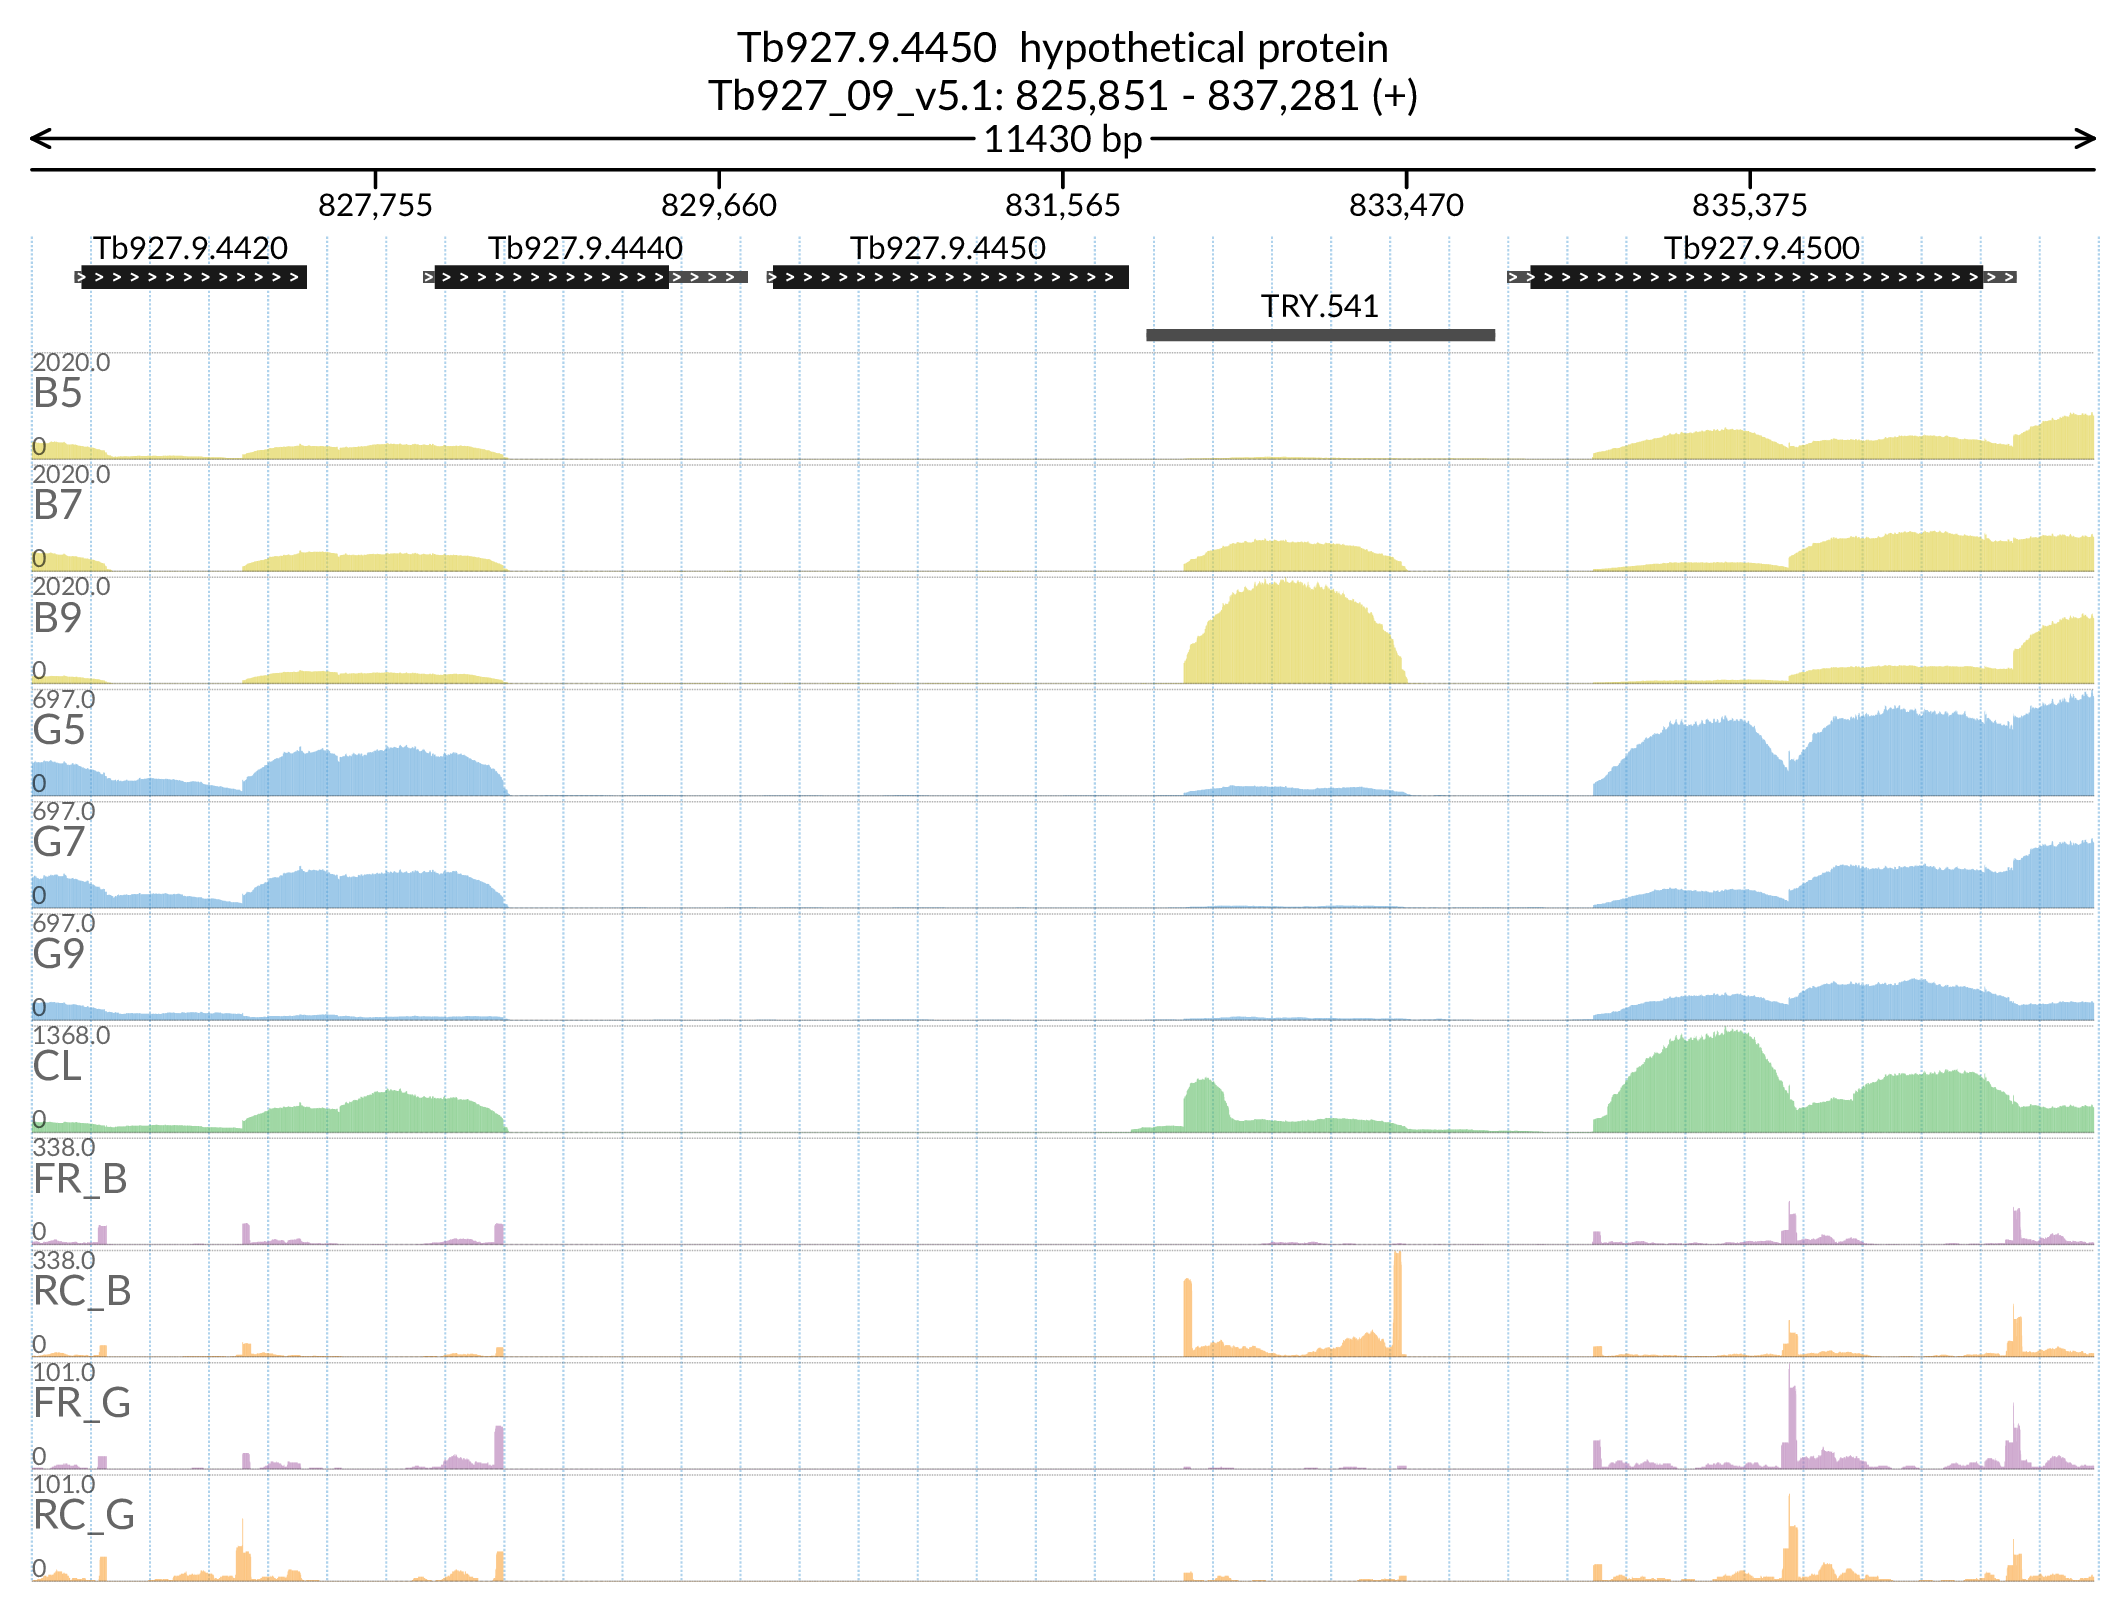 Tb927.9.4450 hypothetical protein
Tb927_09_v5.1: 825,851 - 837,281 (+)
11430 bp
827,755 829,660 831,565 833,470 835,375
Tb927.9.4420 Tb927.9.4440 Tb927.9.4450 Tb927.9.4500
TRY.541
2020.0
B5
0
2020.0
B7
0
2020.0
B9
0
697.0
G5
0
697.0
G7
0
697.0
G9
0
1368.0
CL
0
338.0
FR_B
0
338.0
RC_B
0
101.0
FR_G
0
101.0
RC_G
0